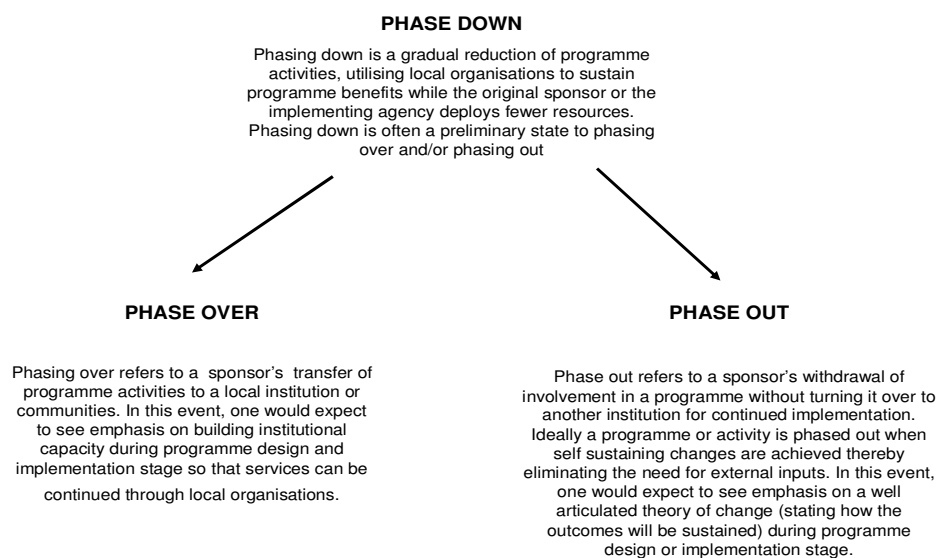 PHASE DOWN
Phasing down is a gradual reduction of programme
activities, utilising local organisations to sustain
programme benefits while the original sponsor or the
implementing agency deploys fewer resources.
Phasing down is often a preliminary state to phasing
over and/or phasing out
PHASE OVER
Phasing over refers to a sponsor’s transfer of
programme activities to a local institution or
communities. In this event, one would expect
to see emphasis on building institutional
capacity during programme design and
implementation stage so that services can be
continued through local organisations.
PHASE OUT
Phase out refers to a sponsor’s withdrawal of
involvement in a programme without turning it over to
another institution for continued implementation.
Ideally a programme or activity is phased out when
self sustaining changes are achieved thereby
eliminating the need for external inputs. In this event,
one would expect to see emphasis on a well
articulated theory of change (stating how the
outcomes will be sustained) during programme
design or implementation stage.